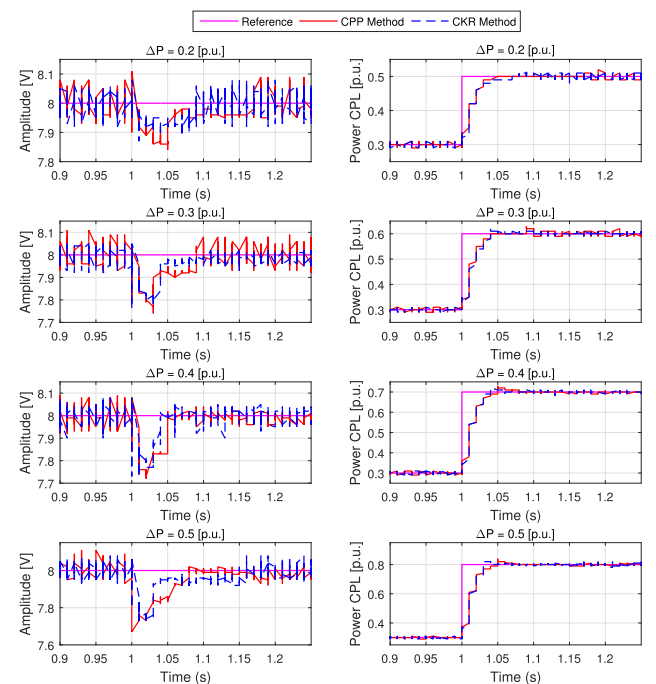 Reference CPP Method CKR Method
ΔP = 0.2 [p.u.]
Amplitude [V]
8.1
8
7.9
7.8
0.9 0.95 1 1.05 1.1 1.15 1.2
Time (s)
ΔP = 0.2 [p.u.]
Power CPL [p.u.]
0.5
0.3
0.9 0.95 1 1.05 1.1 1.15 1.2
Time (s)
ΔP = 0.3 [p.u.]
Amplitude [V]
8.1
8
7.9
7.8
7.7
0.9 0.95 1 1.05 1.1 1.15 1.2
Time (s)
ΔP = 0.3 [p.u.]
Power CPL [p.u.]
0.6
0.5
0.4
0.3
0.9 0.95 1 1.05 1.1 1.15 1.2
Time (s)
ΔP = 0.4 [p.u.]
Amplitude [V]
8.1
8
7.9
7.8
7.7
0.9 0.95 1 1.05 1.1 1.15 1.2
Time (s)
ΔP = 0.4 [p.u.]
Power CPL [p.u.]
0.7
0.6
0.5
0.4
0.3
0.9 0.95 1 1.05 1.1 1.15 1.2
Time (s)
ΔP = 0.5 [p.u.]
Amplitude [V]
8
7.8
7.6
0.9 0.95 1 1.05 1.1 1.15 1.2
Time (s)
ΔP = 0.5 [p.u.]
Power CPL [p.u.]
0.8
0.6
0.4
0.3
0.9 0.95 1 1.05 1.1 1.15 1.2
Time (s)